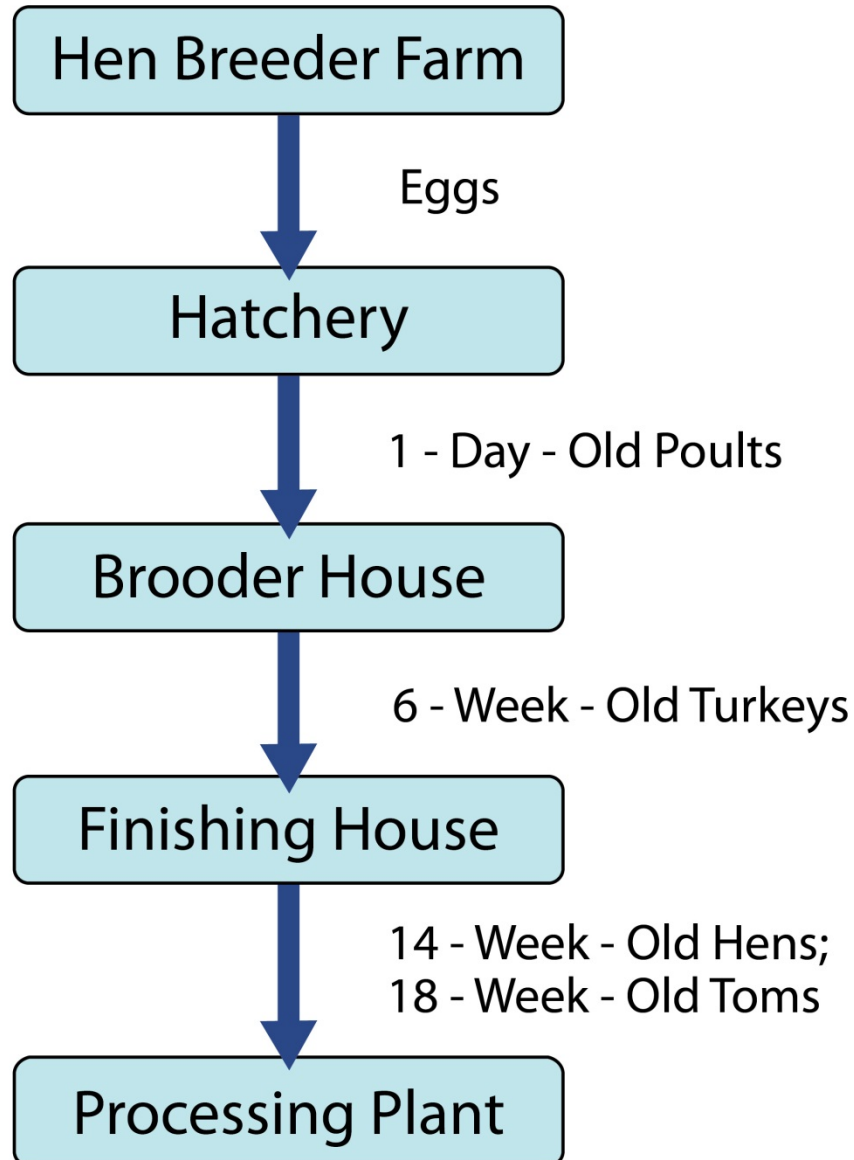 Hen Breeder Farm
Eggs
Hatchery
1 - Day - Old Poults
Brooder House
6 - Week - Old Turkeys
Finishing House
14 - Week - Old Hens;
18 - Week - Old Toms
Processing Plant